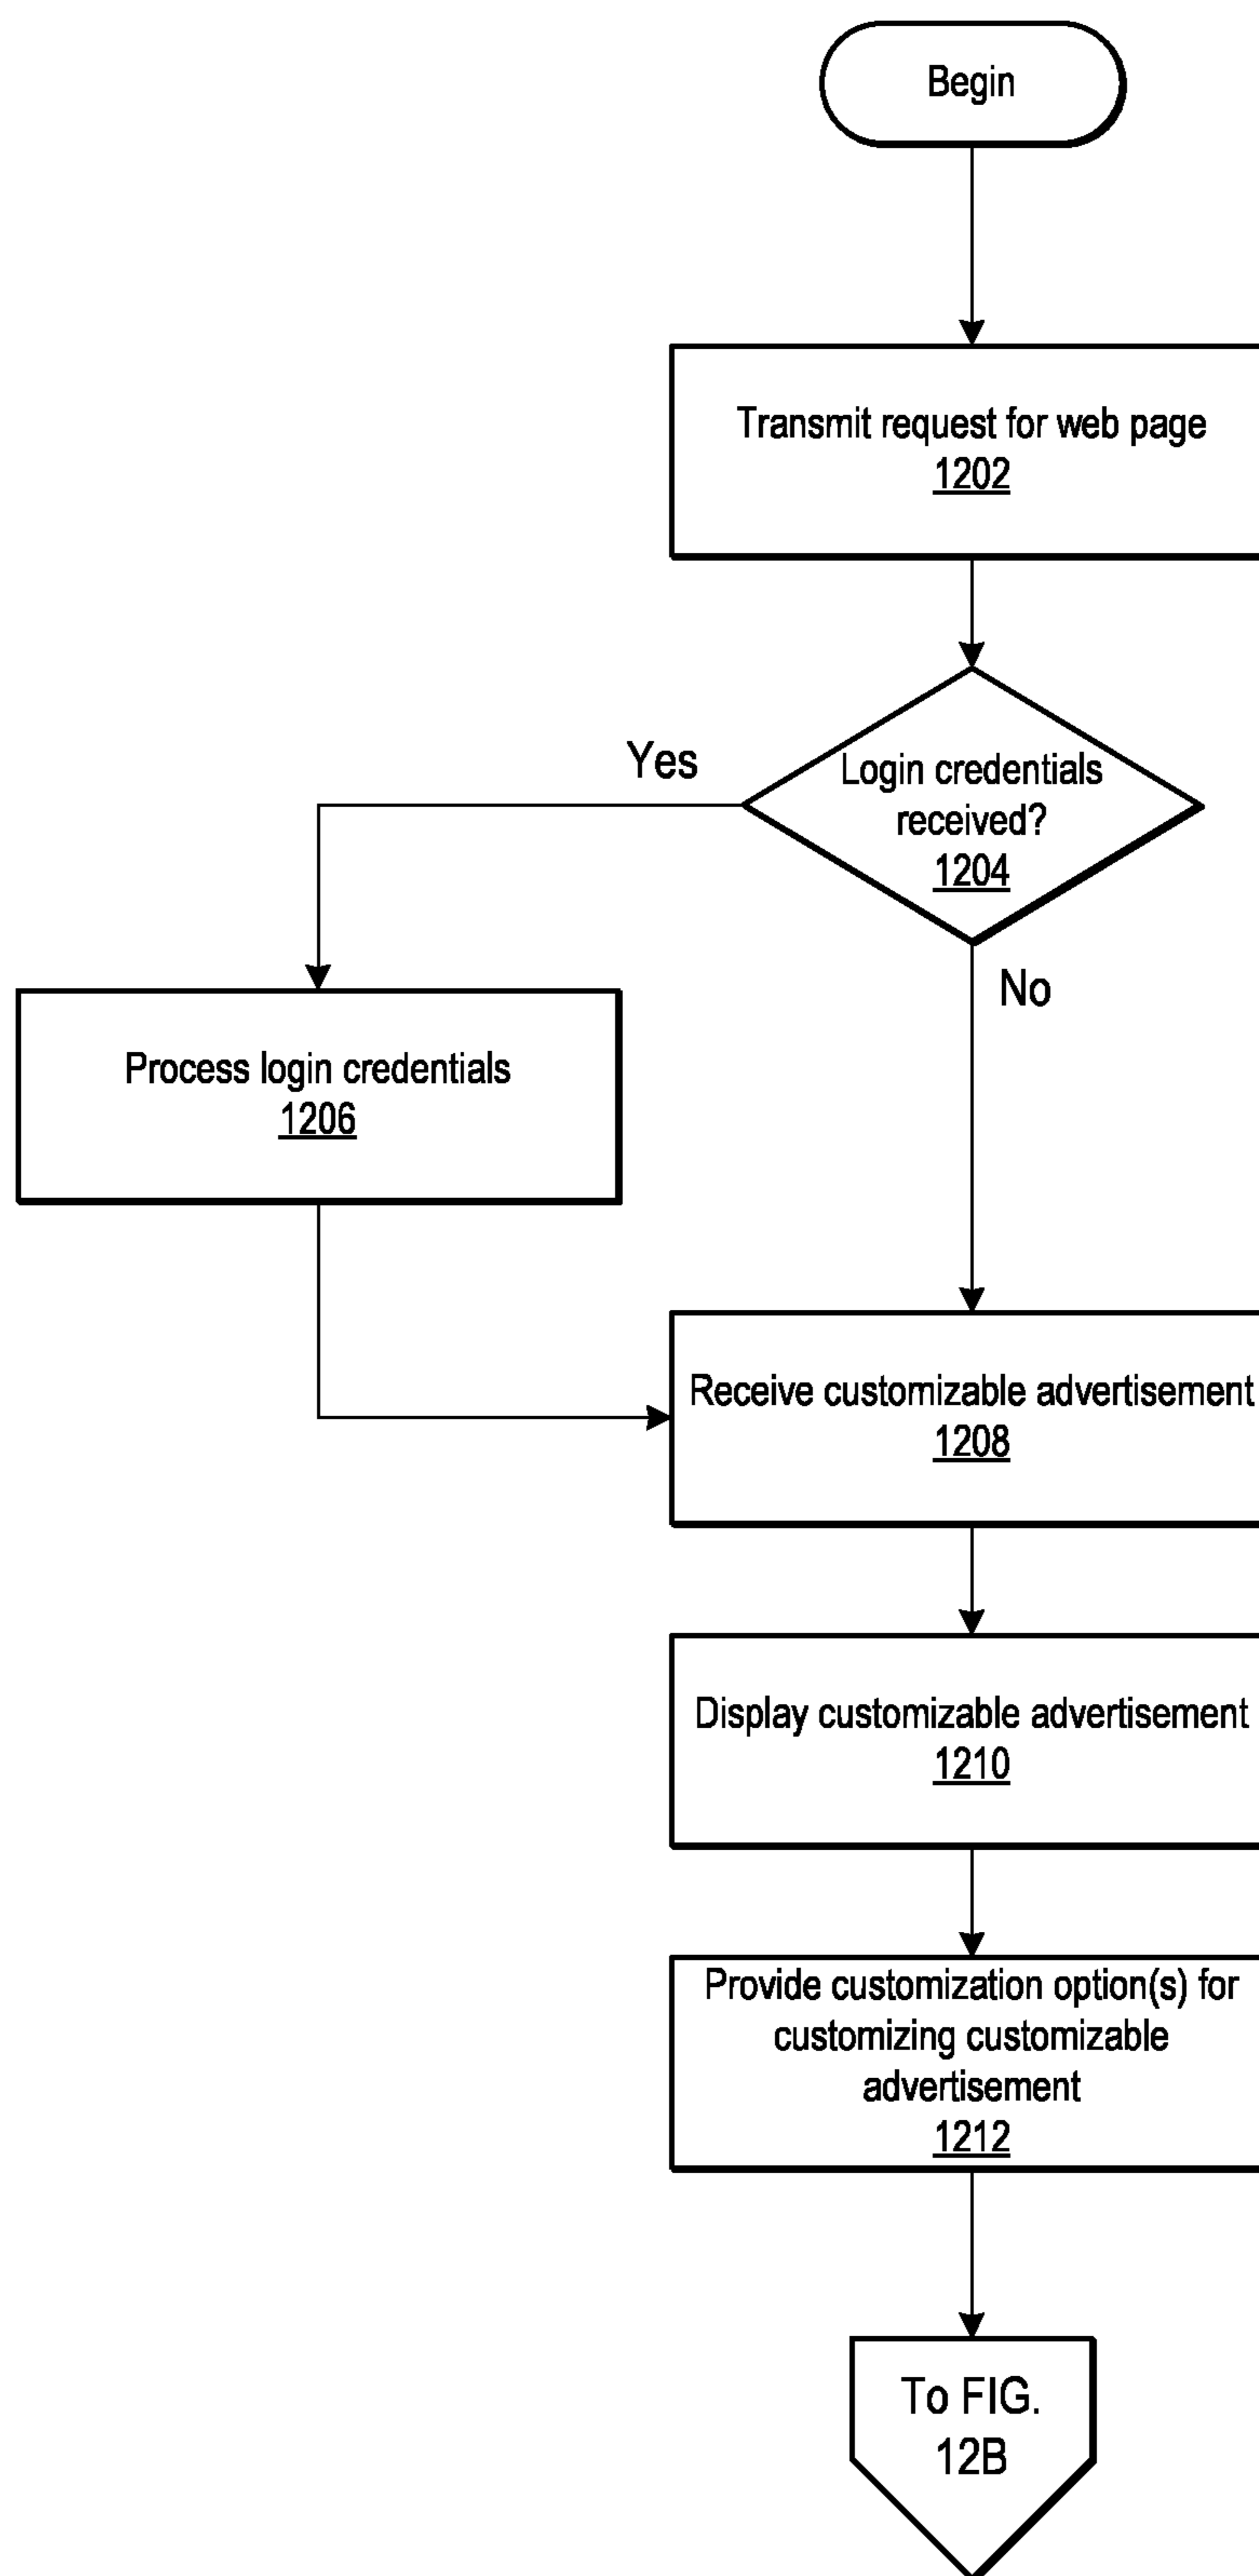 Begin
Transmit request for web page
1202
Yes
Login credentials
received?
1204
No
Process login credentials
1206
Receive customizable advertisement
1208
Display customizable advertisement
1210
Provide customization option(s) for
customizing customizable
advertisement
1212
To FIG.
12B